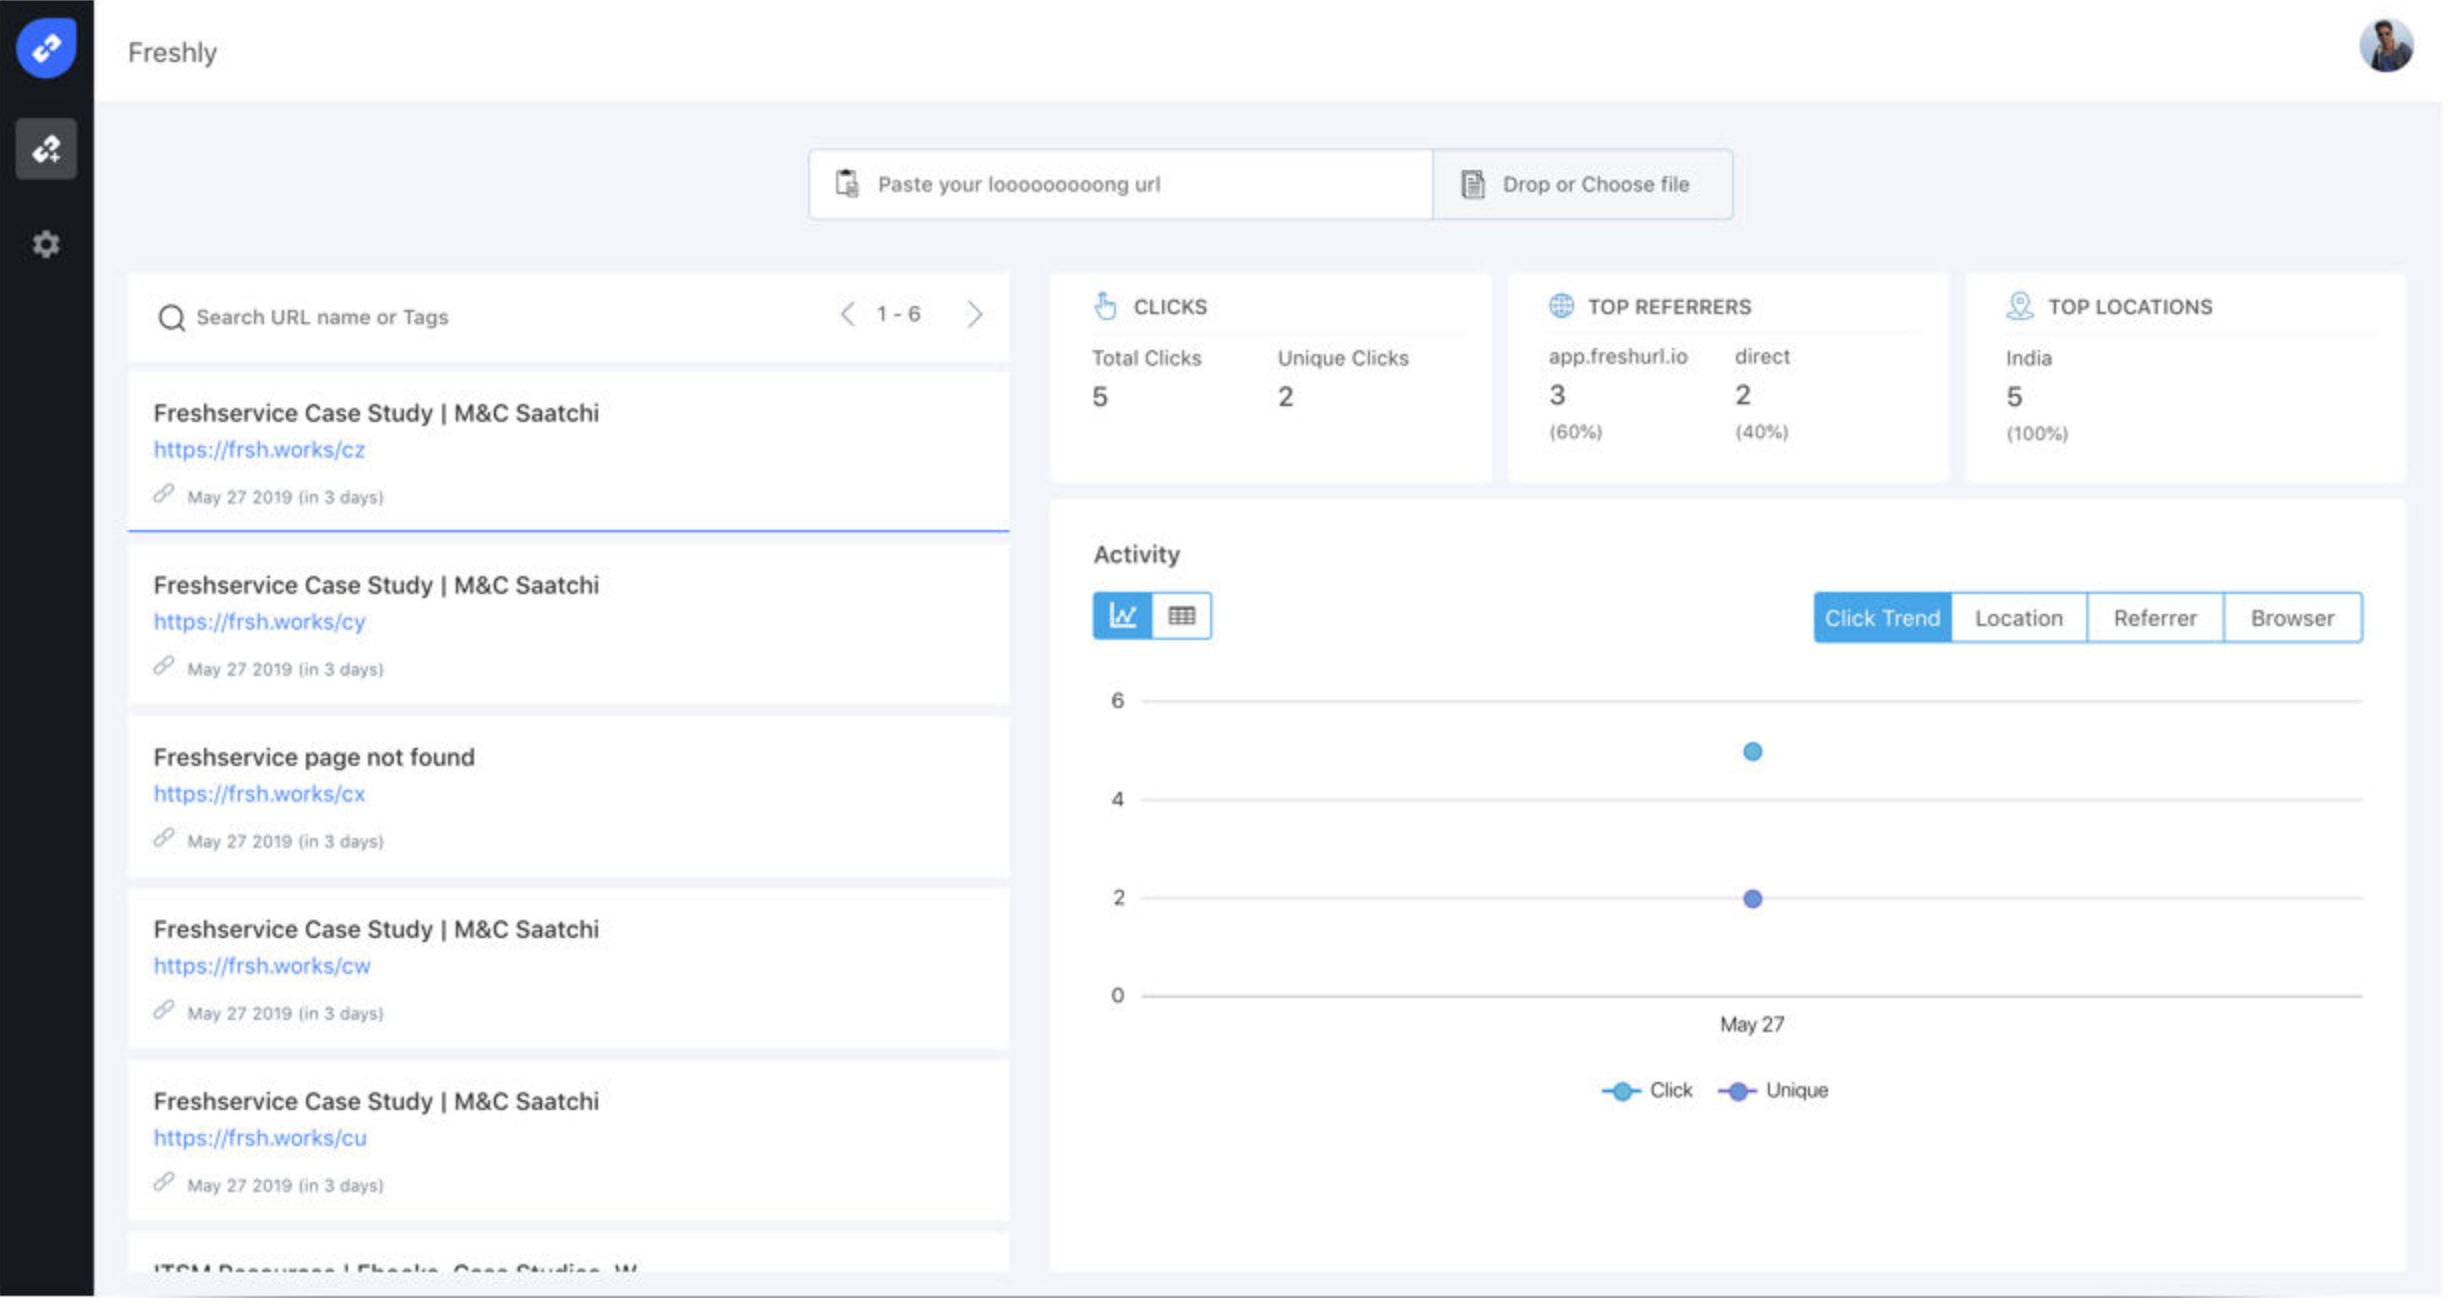 Freshly
Paste your loooooooooong url
Drop or Choose file
Search URL name or Tags
1 - 6
Freshservice Case Study | M&C Saatchi
https://frsh.works/cz
May 27 2019 (in 3 days)
Freshservice Case Study | M&C Saatchi
https://frsh.works/cy
May 27 2019 (in 3 days)
Freshservice page not found
https://frsh.works/cx
May 27 2019 (in 3 days)
Freshservice Case Study | M&C Saatchi
https://frsh.works/cw
May 27 2019 (in 3 days)
Freshservice Case Study | M&C Saatchi
https://frsh.works/cu
May 27 2019 (in 3 days)
ITSM Resources | Ebooks, Case Studies, W
CLICKS
Total Clicks
5
Unique Clicks
2
TOP REFERRERS
app.freshurl.io
3
(60%)
direct
2
(40%)
TOP LOCATIONS
India
5
(100%)
Activity
Click Trend
Location
Referrer
Browser
6
4
2
0
May 27
Click
Unique